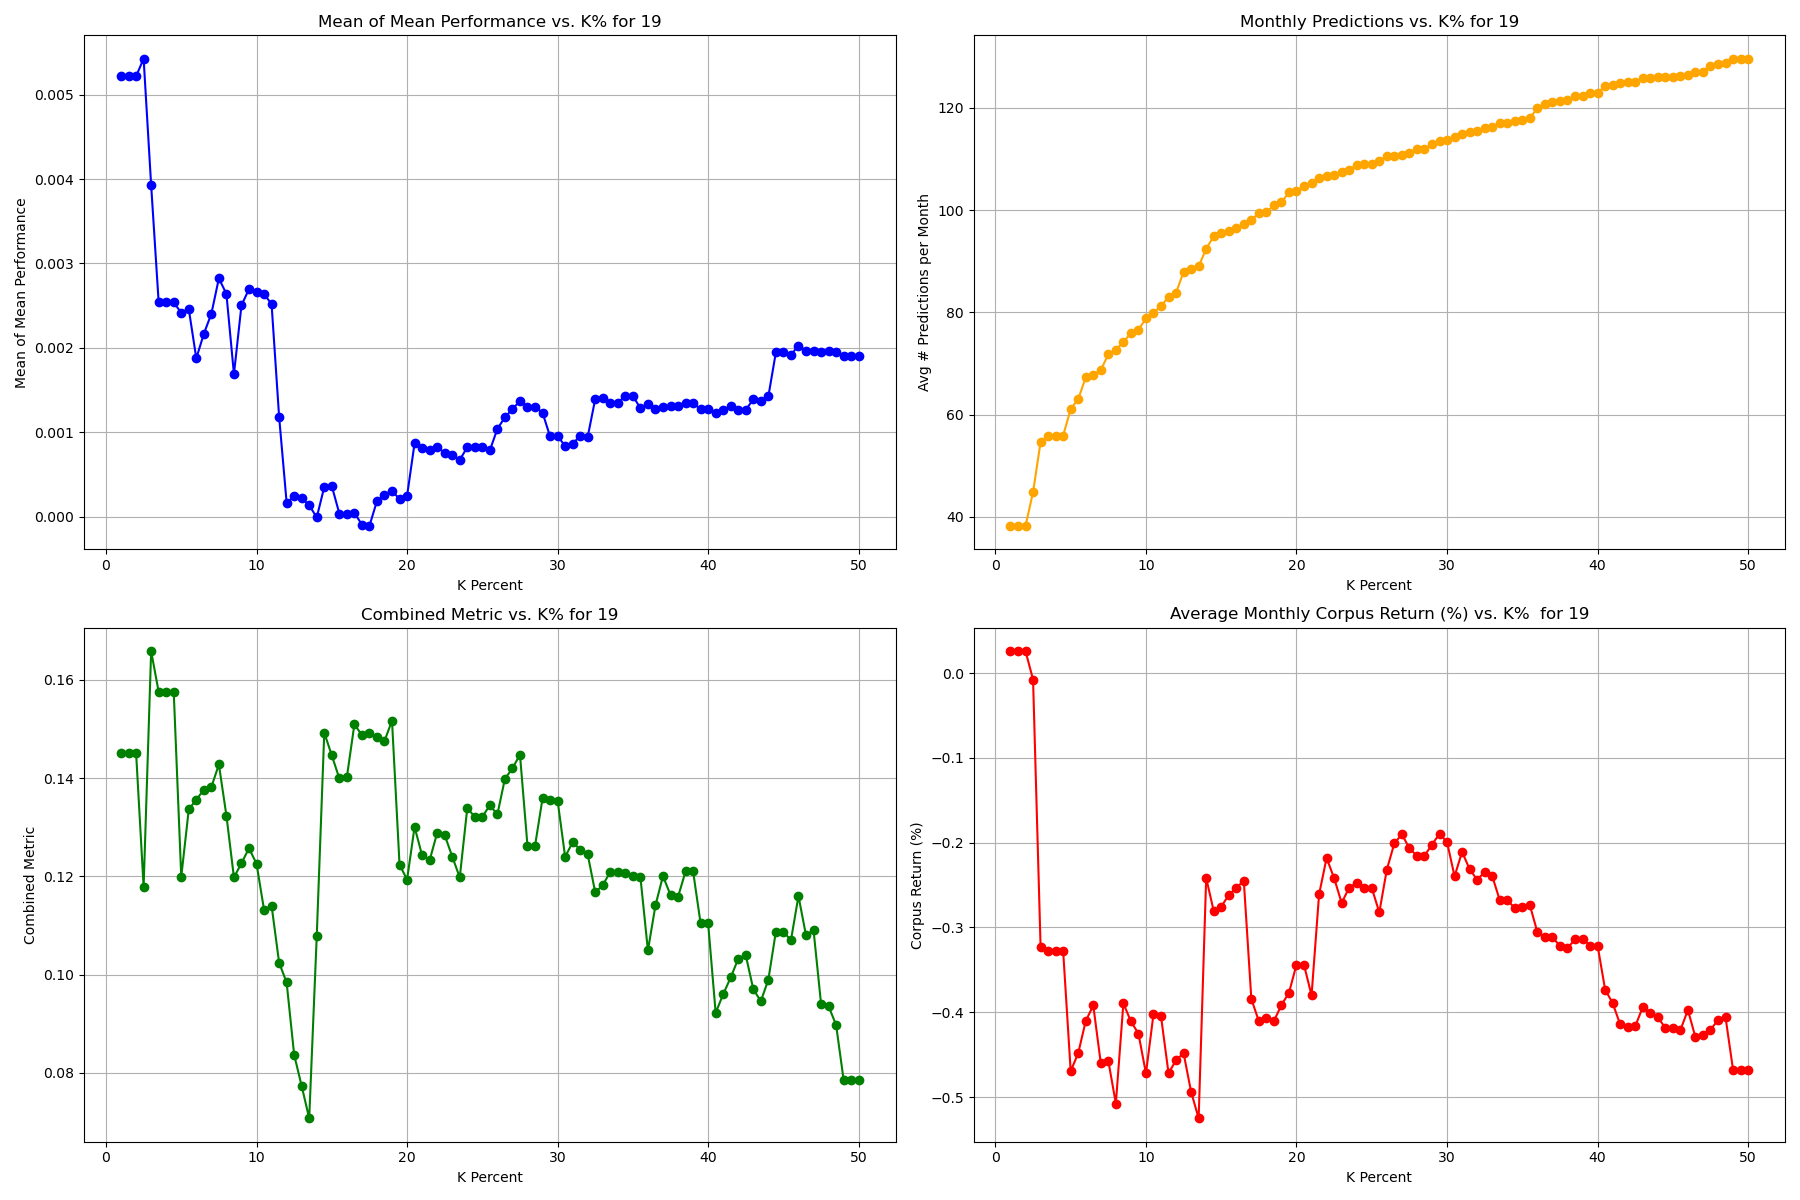 Mean of Mean Performance vs. K% for 19
Mean of Mean Performance
0.005
0.004
0.003
0.002
0.001
0.000
0 10 20 30 40 50
K Percent
Monthly Predictions vs. K% for 19
Avg # Predictions per Month
120
100
80
60
40
0 10 20 30 40 50
K Percent
Combined Metric vs. K% for 19
Combined Metric
0.16
0.14
0.12
0.10
0.08
0 10 20 30 40 50
K Percent
Average Monthly Corpus Return (%) vs. K%  for 19
Corpus Return (%)
0.0
−0.1
−0.2
−0.3
−0.4
−0.5
0 10 20 30 40 50
K Percent